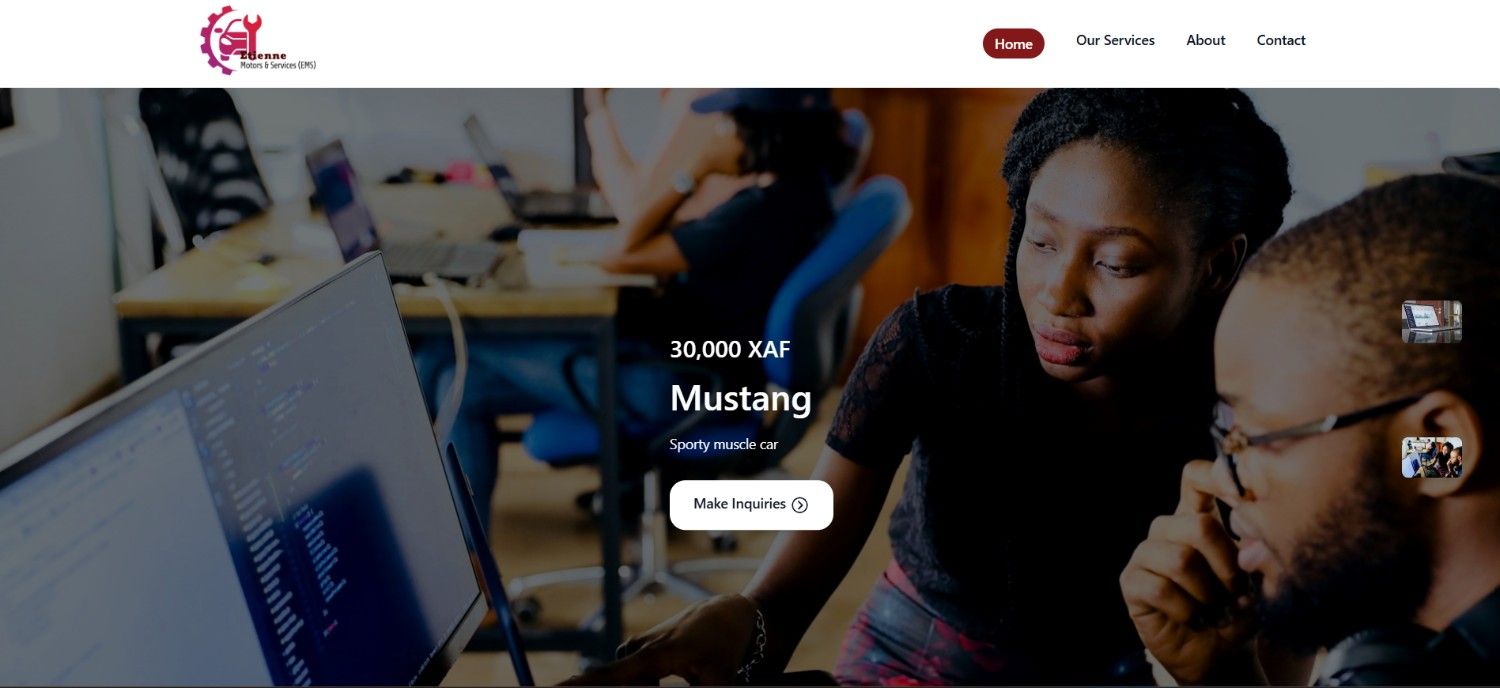 Etienne
Motors & Services (EMS)
Home
Our Services
About
Contact
30,000 XAF
Mustang
Sporty muscle car
Make Inquiries